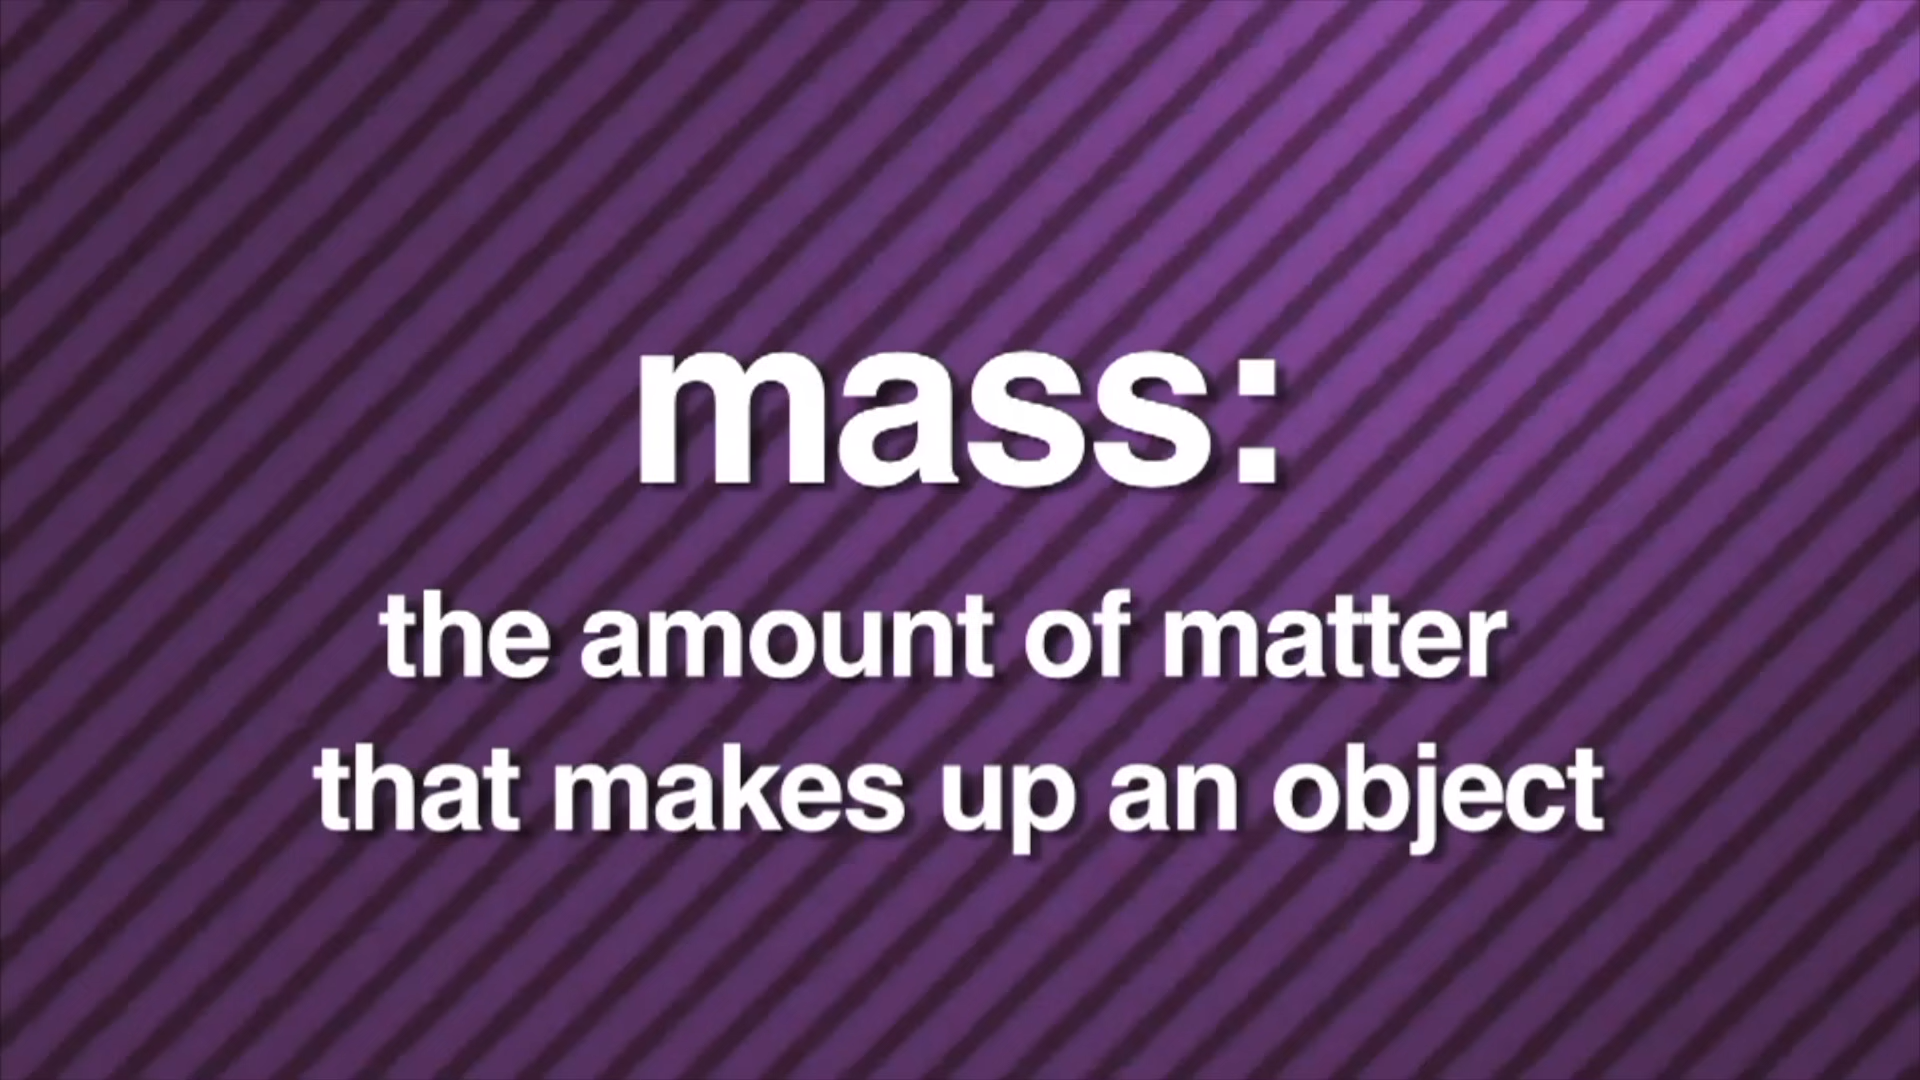 mass:
the amount of matter
that makes up an object